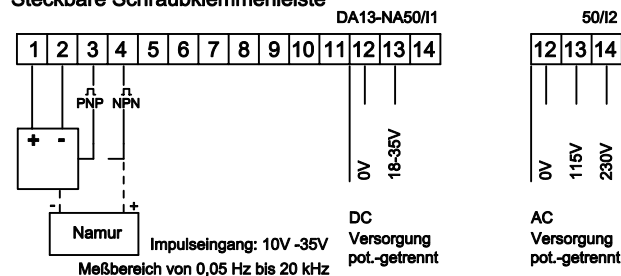 Steckbare Schraubklemmenleiste
DA13-NA50/I1
50/I2
1 2 3 4 5 6 7 8 9 10 11 12 13 14
12 13 14
PNP NPN
+ -
0V
18-35V
0V
115V
230V
- +
Namur
Impulseingang: 10V -35V
Meßbereich von 0,05 Hz bis 20 kHz
DC
Versorgung
pot.-getrennt
AC
Versorgung
pot.-getrennt